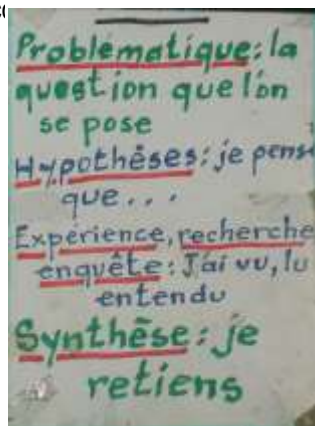 Problématique: la
question que l'on
se pose
Hypothèses: je pense
que...
Expérience, recherche
enquête: J'ai vu, lu
entendu
Synthèse: je
retiens